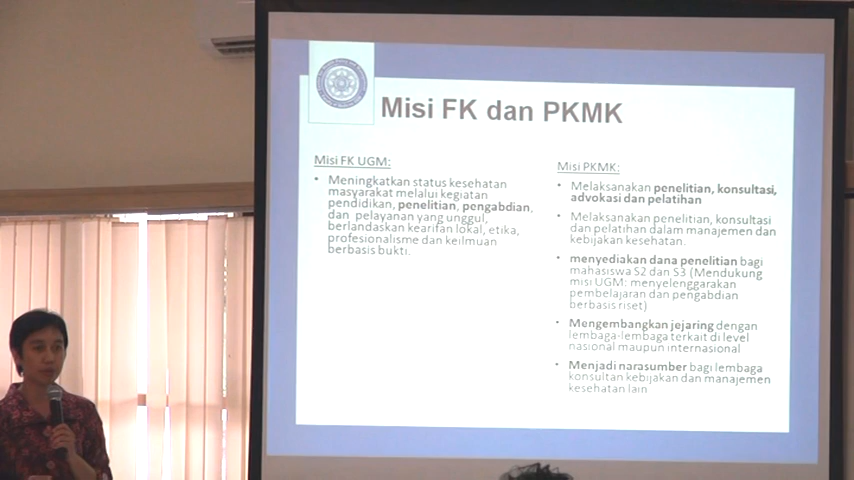 Misi FK dan PKMK
Misi FK UGM:
• Meningkatkan status kesehatan
masyarakat melalui kegiatan
pendidikan, penelitian, pengabdian,
dan pelayanan yang unggul,
berlandaskan kearifan lokal, etika,
profesionalisme dan keilmuan
berbasis bukti.
Misi PKMK:
• Melaksanakan penelitian, konsultasi,
advokasi dan pelatihan
• Melaksanakan penelitian, konsultasi
dan pelatihan dalam manajemen dan
kebijakan kesehatan.
• menyediakan dana penelitian bagi
mahasiswa S2 dan S3 (Mendukung
misi UGM: menyelenggarakan
pembelajaran dan pengabdian
berbasis riset)
• Mengembangkan jejaring dengan
lembaga-lembaga terkait di level
nasional maupun internasional
• Menjadi narasumber bagi lembaga
konsultan kebijakan dan manajemen
kesehatan lain